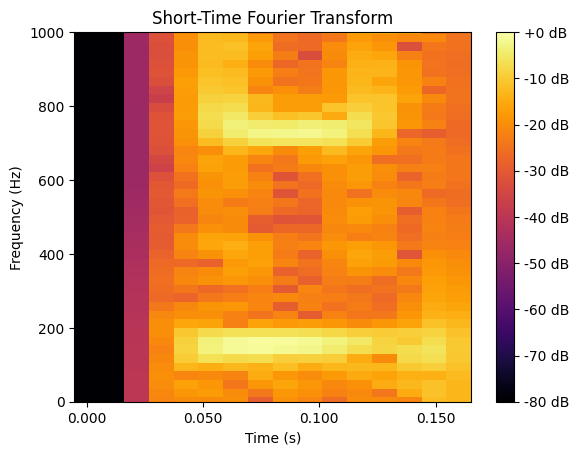 Short-Time Fourier Transform
1000
800
600
400
200
0
Frequency (Hz)
0.000
0.050
0.100
0.150
Time (s)
+0 dB
-10 dB
-20 dB
-30 dB
-40 dB
-50 dB
-60 dB
-70 dB
-80 dB